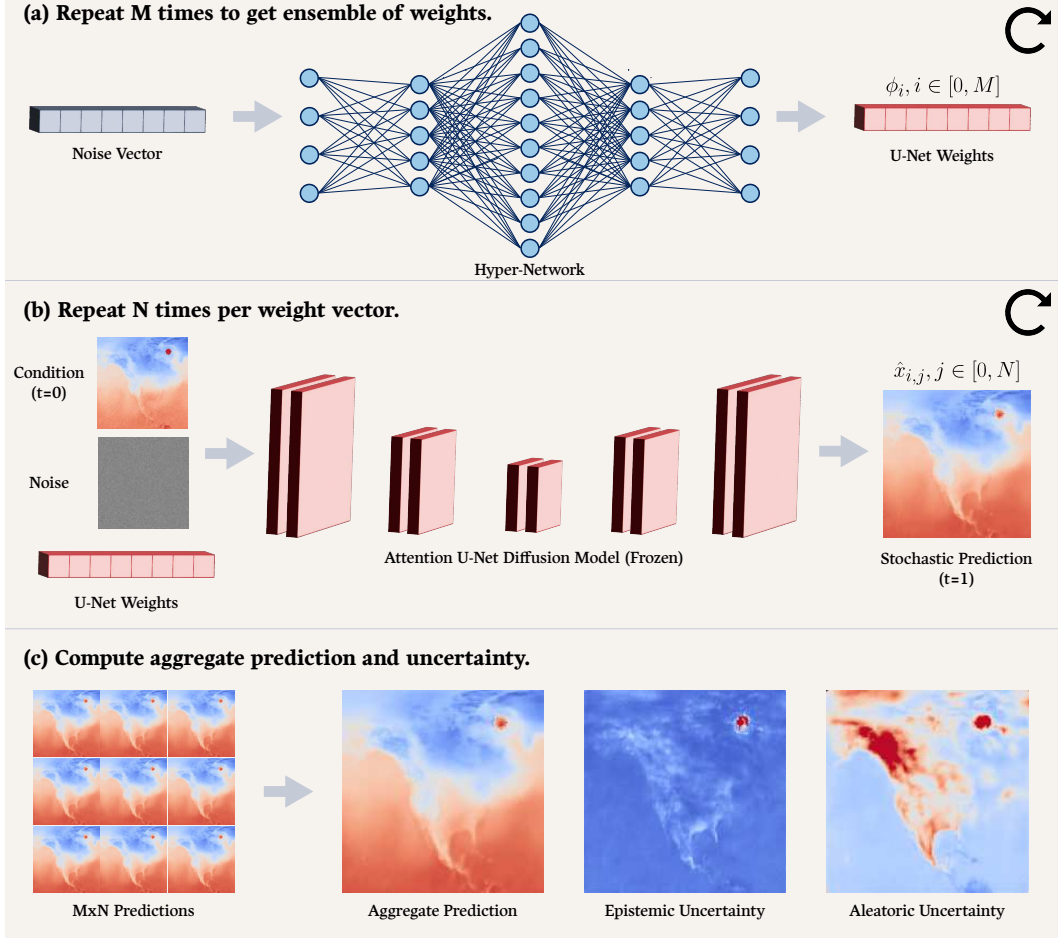 (a) Repeat M times to get ensemble of weights.
ϕ_i, i ∈ [0, M]
Noise Vector
U-Net Weights
Hyper-Network
(b) Repeat N times per weight vector.
Condition
(t=0)
x̂_{i,j}, j ∈ [0, N]
Noise
Attention U-Net Diffusion Model (Frozen)
Stochastic Prediction
(t=1)
U-Net Weights
(c) Compute aggregate prediction and uncertainty.
MxN Predictions
Aggregate Prediction
Epistemic Uncertainty
Aleatoric Uncertainty